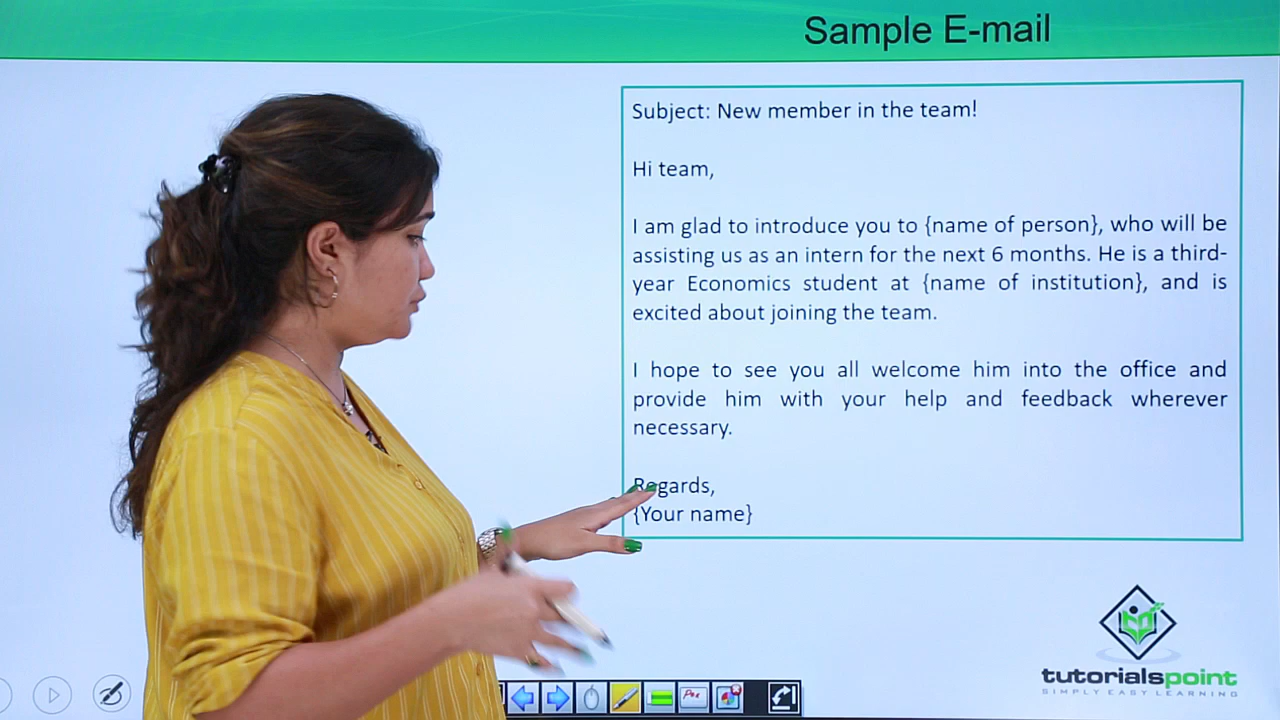 Sample E-mail
Subject: New member in the team!
Hi team,
I am glad to introduce you to {name of person}, who will be
assisting us as an intern for the next 6 months. He is a third-
year Economics student at {name of institution}, and is
excited about joining the team.
I hope to see you all welcome him into the office and
provide him with your help and feedback wherever
necessary.
Regards,
{Your name}
tutorialspoint
SIMPLY EASY LEARNING